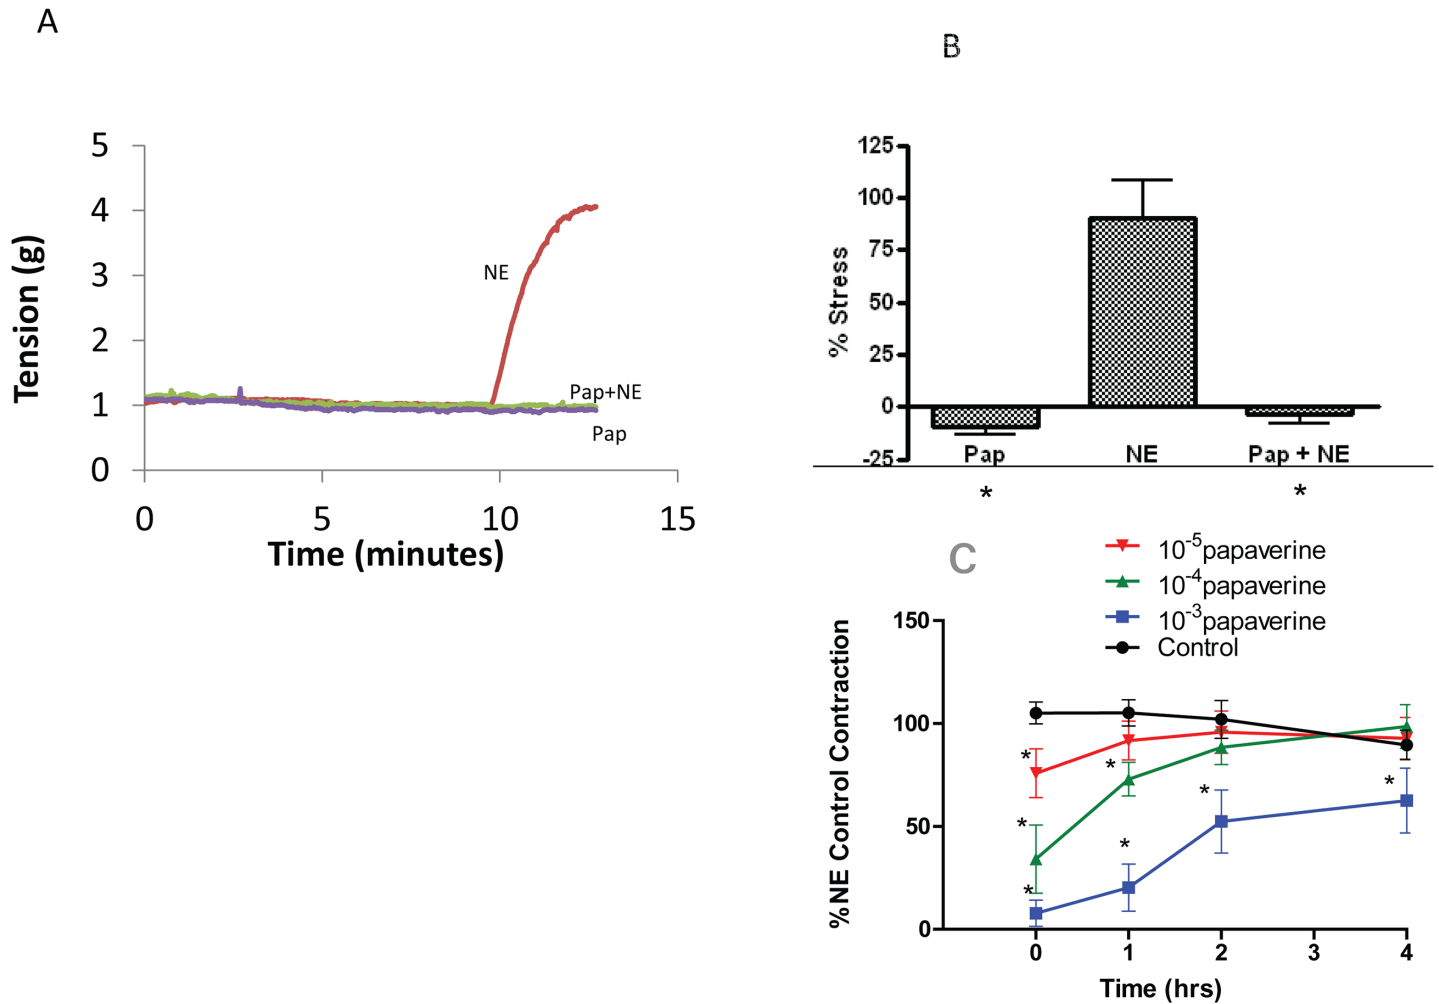 A
5
4
3
2
1
0
Tension (g)
NE
Pap+NE
Pap
0 5 10 15
Time (minutes)
B
125
100
75
50
25
0
-25
% Stress
Pap NE Pap + NE
* *
C
10-5papaverine
10-4papaverine
10-3papaverine
Control
150
100
50
0
%NE Control Contraction
*
*
*
*
*
*
*
0 1 2 3 4
Time (hrs)